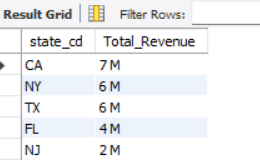 Result Grid Filter Rows:
state_cd Total_Revenue
CA 7 M
NY 6 M
TX 6 M
FL 4 M
NJ 2 M